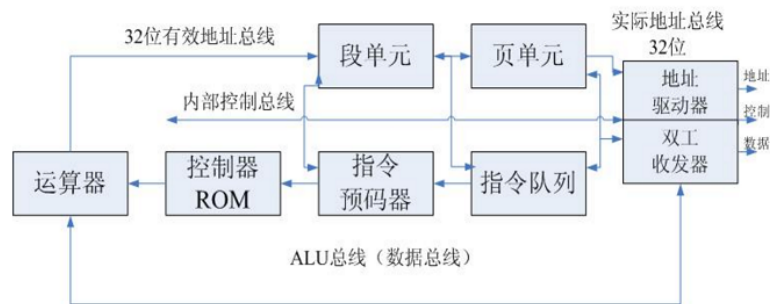 实际地址总线
32位
32位有效地址总线
段单元
页单元
地址
驱动器
地址
内部控制总线
控制
双工
收发器
数据
运算器
控制器
ROM
指令
预码器
指令队列
ALU总线（数据总线）